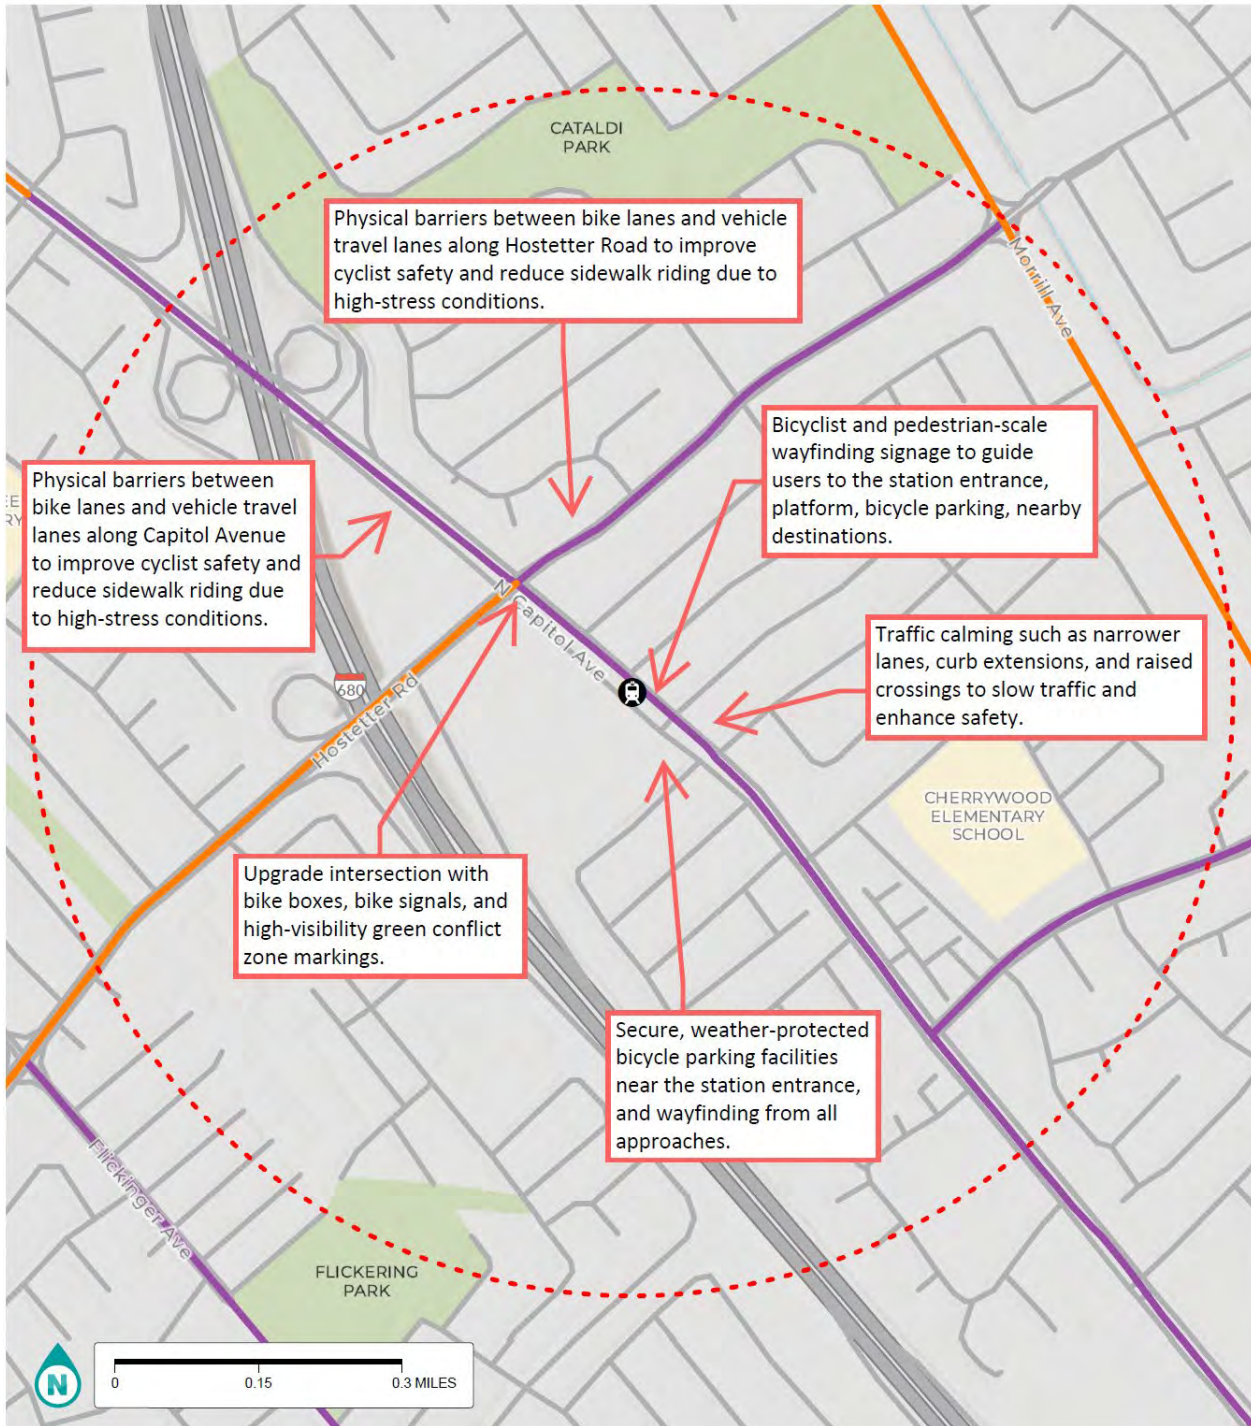 CATALDI
PARK
Physical barriers between bike lanes and vehicle
travel lanes along Hostetter Road to improve
cyclist safety and reduce sidewalk riding due to
high-stress conditions.
Morrill Ave
Bicyclist and pedestrian-scale
wayfinding signage to guide
users to the station entrance,
platform, bicycle parking, nearby
destinations.
Physical barriers between
bike lanes and vehicle travel
lanes along Capitol Avenue
to improve cyclist safety and
reduce sidewalk riding due
to high-stress conditions.
N Capitol Ave
Traffic calming such as narrower
lanes, curb extensions, and raised
crossings to slow traffic and
enhance safety.
680
Hostetter Rd
CHERRYWOOD
ELEMENTARY
SCHOOL
Upgrade intersection with
bike boxes, bike signals, and
high-visibility green conflict
zone markings.
Secure, weather-protected
bicycle parking facilities
near the station entrance,
and wayfinding from all
approaches.
Flickinger Ave
FLICKERING
PARK
N
0 0.15 0.3 MILES